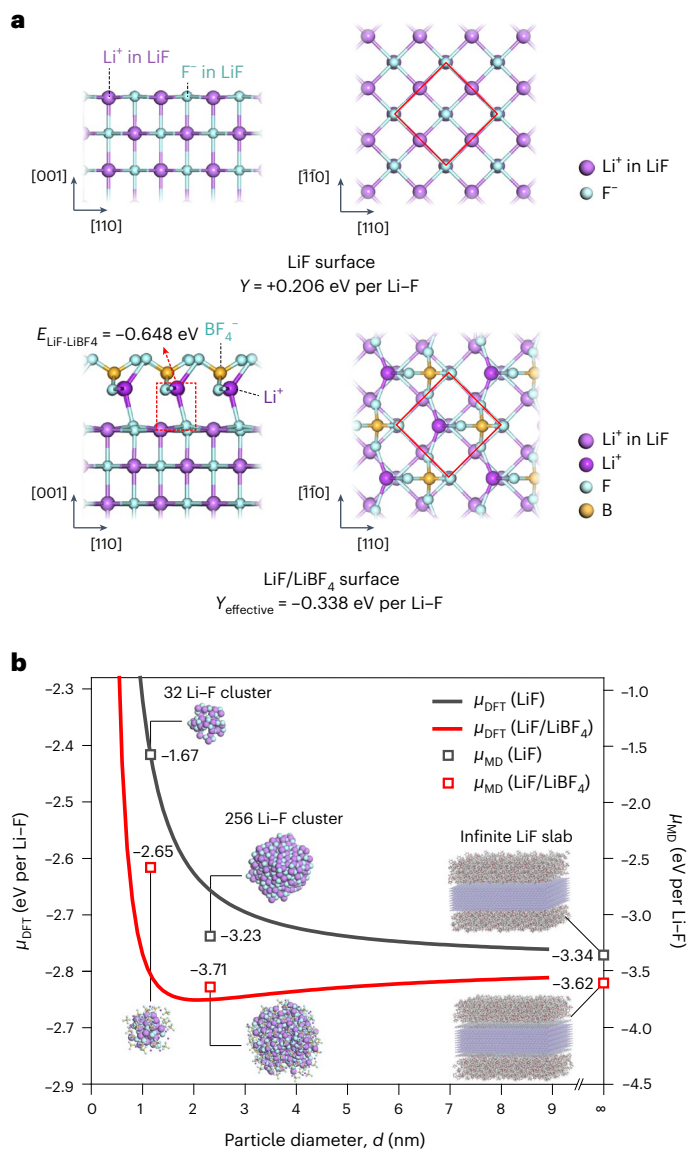 a
Li⁺ in LiF
F⁻ in LiF
[001]
[110]
[1̄1̄0]
[110]
Li⁺ in LiF
F⁻
LiF surface
Y = +0.206 eV per Li–F
E_LiF-LiBF4 = −0.648 eV
BF₄⁻
Li⁺
[001]
[110]
[1̄1̄0]
[110]
Li⁺ in LiF
Li⁺
F
B
LiF/LiBF₄ surface
Y_effective = −0.338 eV per Li–F
b
μ_DFT (eV per Li–F)
−2.3
−2.4
−2.5
−2.6
−2.7
−2.8
−2.7
−2.9
32 Li–F cluster
−1.67
256 Li–F cluster
−2.65
−3.23
−3.71
μ_DFT (LiF)
μ_DFT (LiF/LiBF₄)
μ_MD (LiF)
μ_MD (LiF/LiBF₄)
Infinite LiF slab
−3.34
−3.62
−1.0
−1.5
−2.0
−2.5
−3.0
−3.5
−4.0
−4.5
μ_MD (eV per Li–F)
0 1 2 3 4 5 6 7 8 9 ∞
Particle diameter, d (nm)